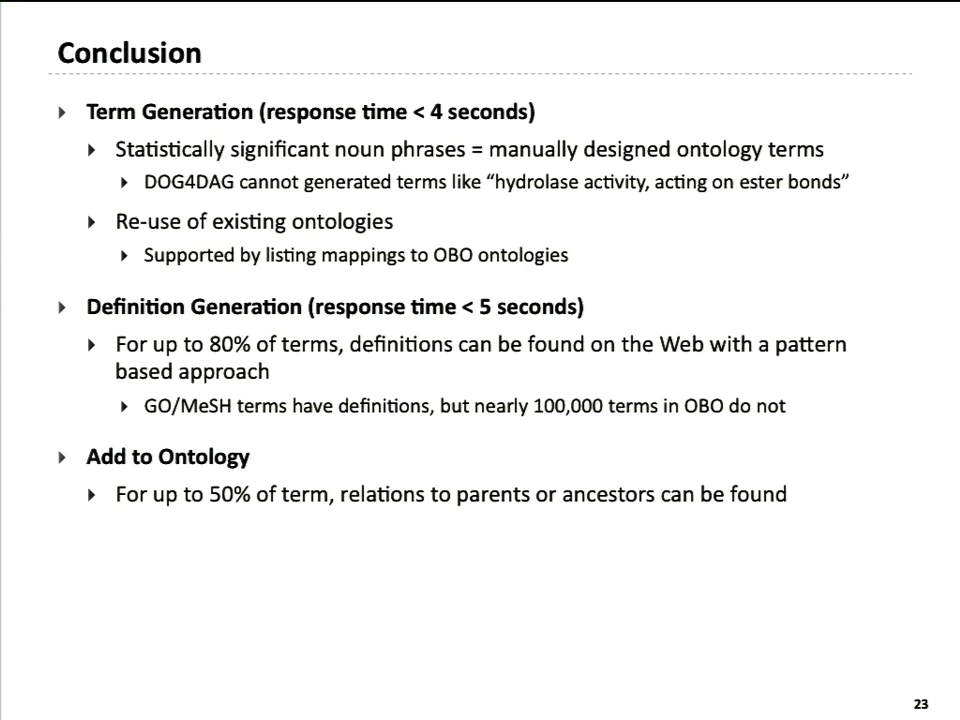 Conclusion
Term Generation (response time < 4 seconds)
Statistically significant noun phrases = manually designed ontology terms
DOG4DAG cannot generated terms like “hydrolase activity, acting on ester bonds”
Re-use of existing ontologies
Supported by listing mappings to OBO ontologies
Definition Generation (response time < 5 seconds)
For up to 80% of terms, definitions can be found on the Web with a pattern
based approach
GO/MeSH terms have definitions, but nearly 100,000 terms in OBO do not
Add to Ontology
For up to 50% of term, relations to parents or ancestors can be found
23